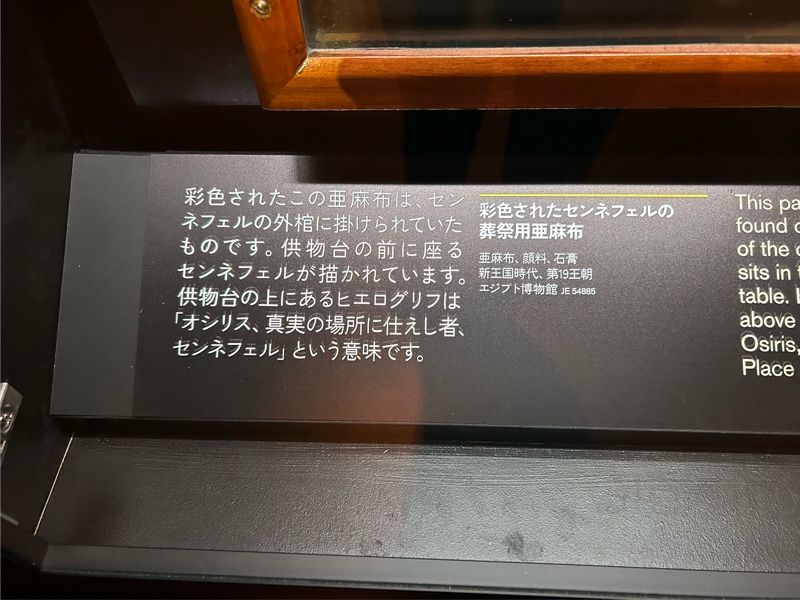 彩色されたこの亜麻布は、セン
ネフェルの外棺に掛けられていた
ものです。供物台の前に座る
センネフェルが描かれています。
供物台の上にあるヒエログリフは
「オシリス、真実の場所に仕えし者、
センネフェル」という意味です。
彩色されたセンネフェルの
葬祭用亜麻布
亜麻布、顔料、石膏
新王国時代、第19王朝
エジプト博物館 JE 54885
This pa
found o
of the c
sits in t
table.
above
Osiris,
Place